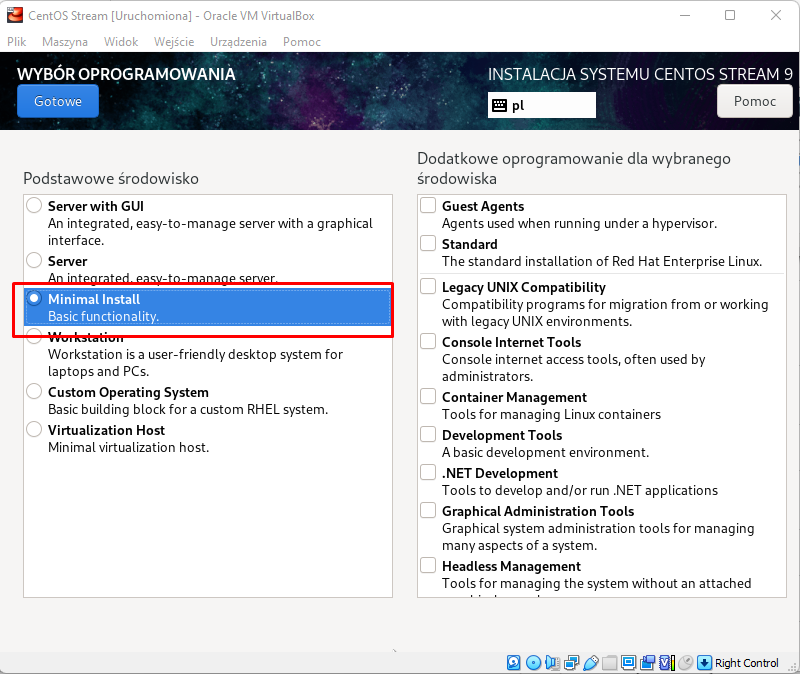 CentOS Stream [Uruchomiona] - Oracle VM VirtualBox
Plik Maszyna Widok Wejście Urządzenia Pomoc
WYBÓR OPROGRAMOWANIA
INSTALACJA SYSTEMU CENTOS STREAM 9
Gotowe
pl
Pomoc
Podstawowe środowisko
Server with GUI
An integrated, easy-to-manage server with a graphical
interface.
Server
An integrated, easy-to-manage server.
Minimal Install
Basic functionality.
Workstation
Workstation is a user-friendly desktop system for
laptops and PCs.
Custom Operating System
Basic building block for a custom RHEL system.
Virtualization Host
Minimal virtualization host.
Dodatkowe oprogramowanie dla wybranego
środowiska
Guest Agents
Agents used when running under a hypervisor.
Standard
The standard installation of Red Hat Enterprise Linux.
Legacy UNIX Compatibility
Compatibility programs for migration from or working
with legacy UNIX environments.
Console Internet Tools
Console internet access tools, often used by
administrators.
Container Management
Tools for managing Linux containers
Development Tools
A basic development environment.
.NET Development
Tools to develop and/or run .NET applications
Graphical Administration Tools
Graphical system administration tools for managing
many aspects of a system.
Headless Management
Tools for managing the system without an attached
Right Control